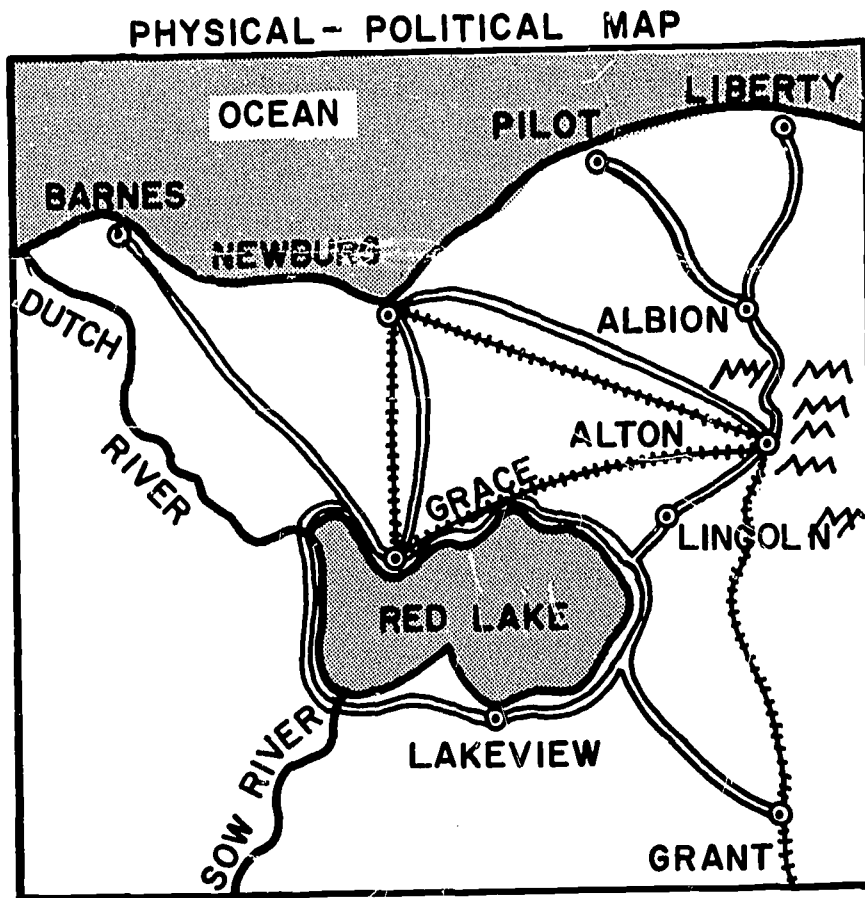 PHYSICAL - POLITICAL MAP
OCEAN
LIBERTY
PILOT
BARNES
NEWBURG
DUTCH
RIVER
ALBION
ALTON
GRACE
LINCOLN
RED LAKE
LAKEVIEW
SOW RIVER
GRANT